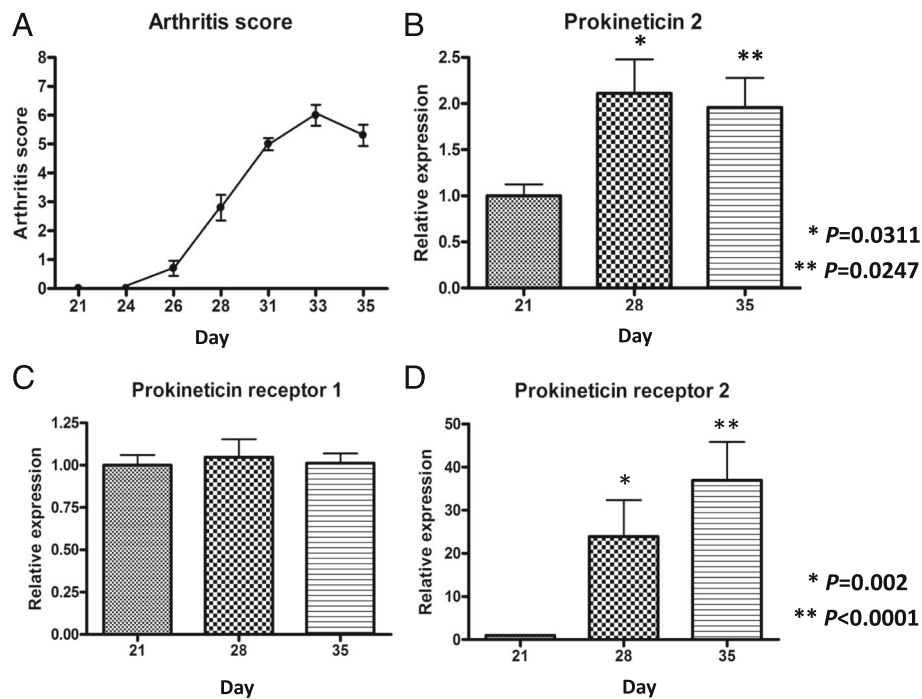 A
Arthritis score
8
7
6
5
4
3
2
1
0
Arthritis score
21 24 26 28 31 33 35
Day
B
Prokineticin 2
2.5
2.0
1.5
1.0
0.5
0.0
Relative expression
*
**
21 28 35
Day
* P=0.0311
** P=0.0247
C
Prokineticin receptor 1
1.25
1.00
0.75
0.50
0.25
0.00
Relative expression
21 28 35
Day
D
Prokineticin receptor 2
50
40
30
20
10
0
Relative expression
*
**
21 28 35
Day
* P=0.002
** P<0.0001